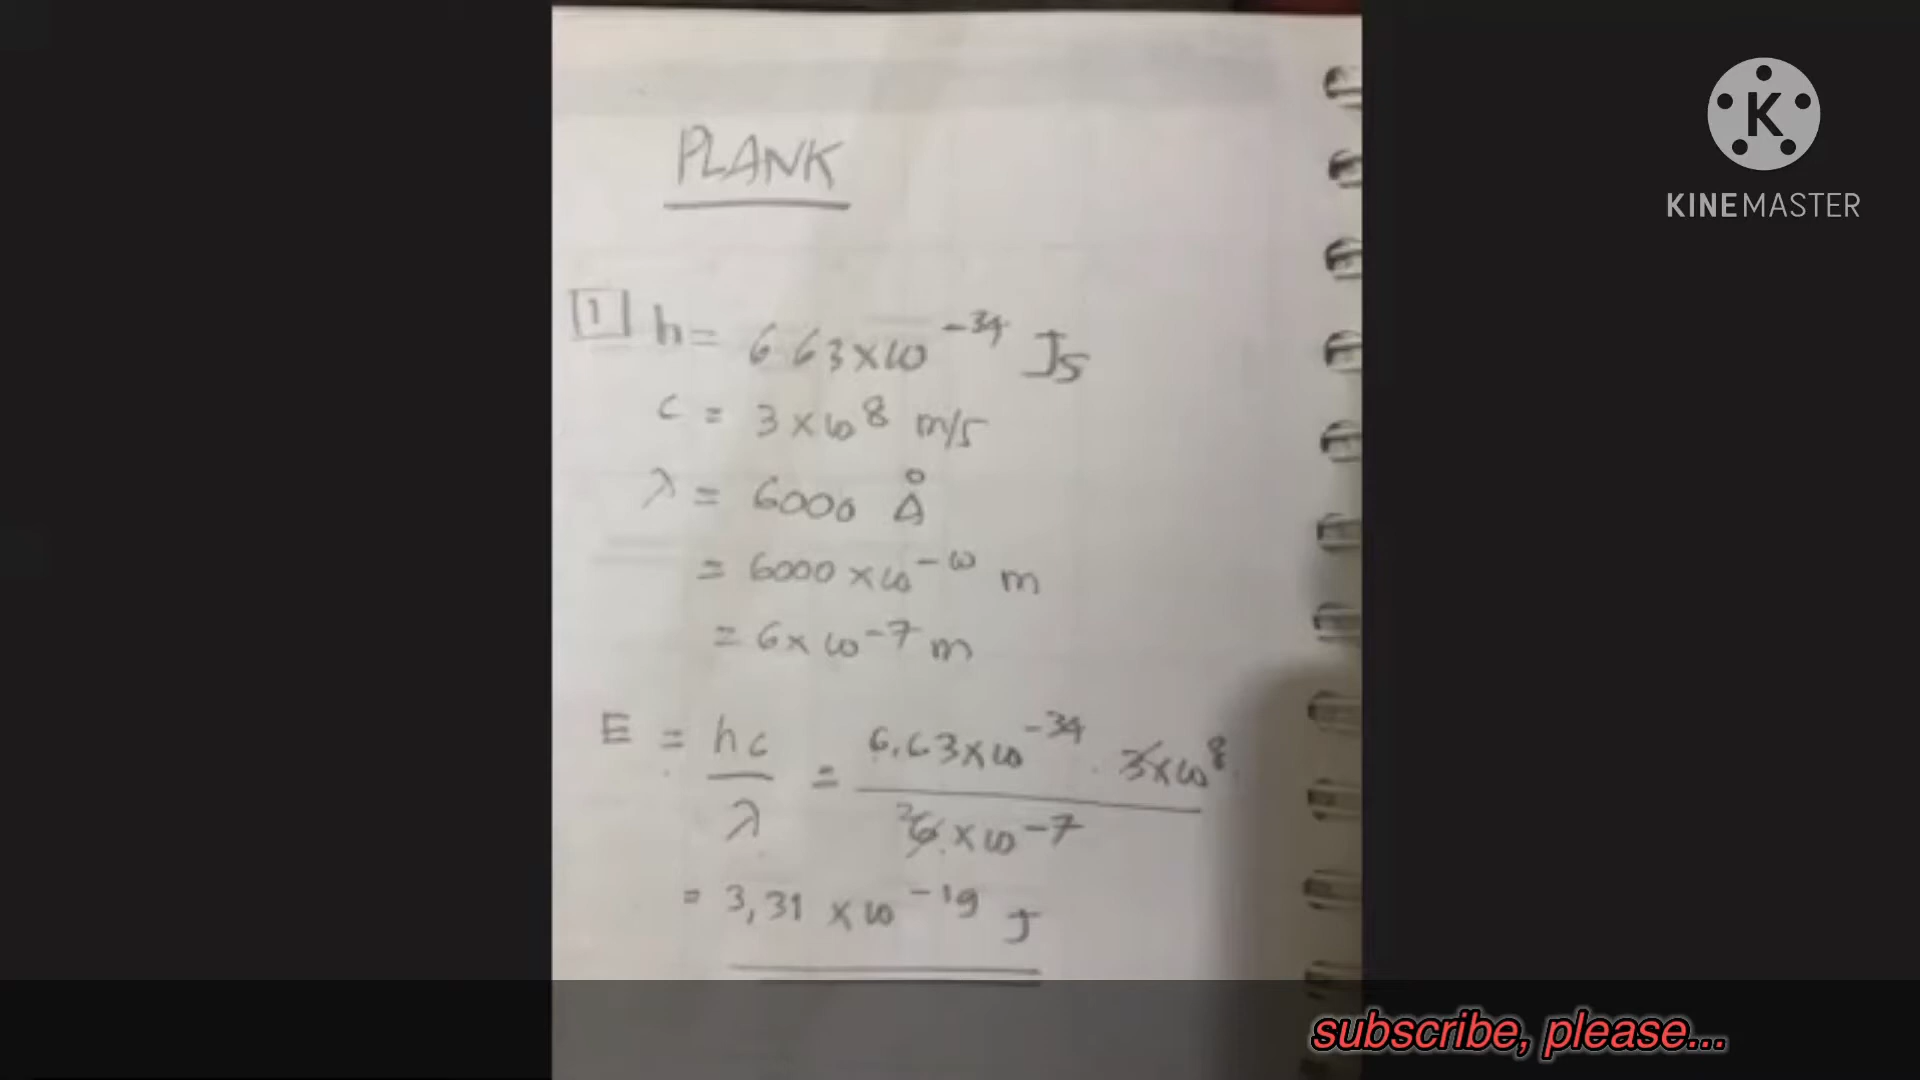 PLANK
1 h = 6.63 x 10^-34 Js
c = 3 x 10^8 m/s
λ = 6000 Å
= 6000 x 10^-10 m
= 6 x 10^-7 m
E = hc/λ = 6,63 x 10^-34 . 3 x 10^8 / ²6 x 10^-7
= 3,31 x 10^-19 J
K
KINEMASTER
subscribe, please...